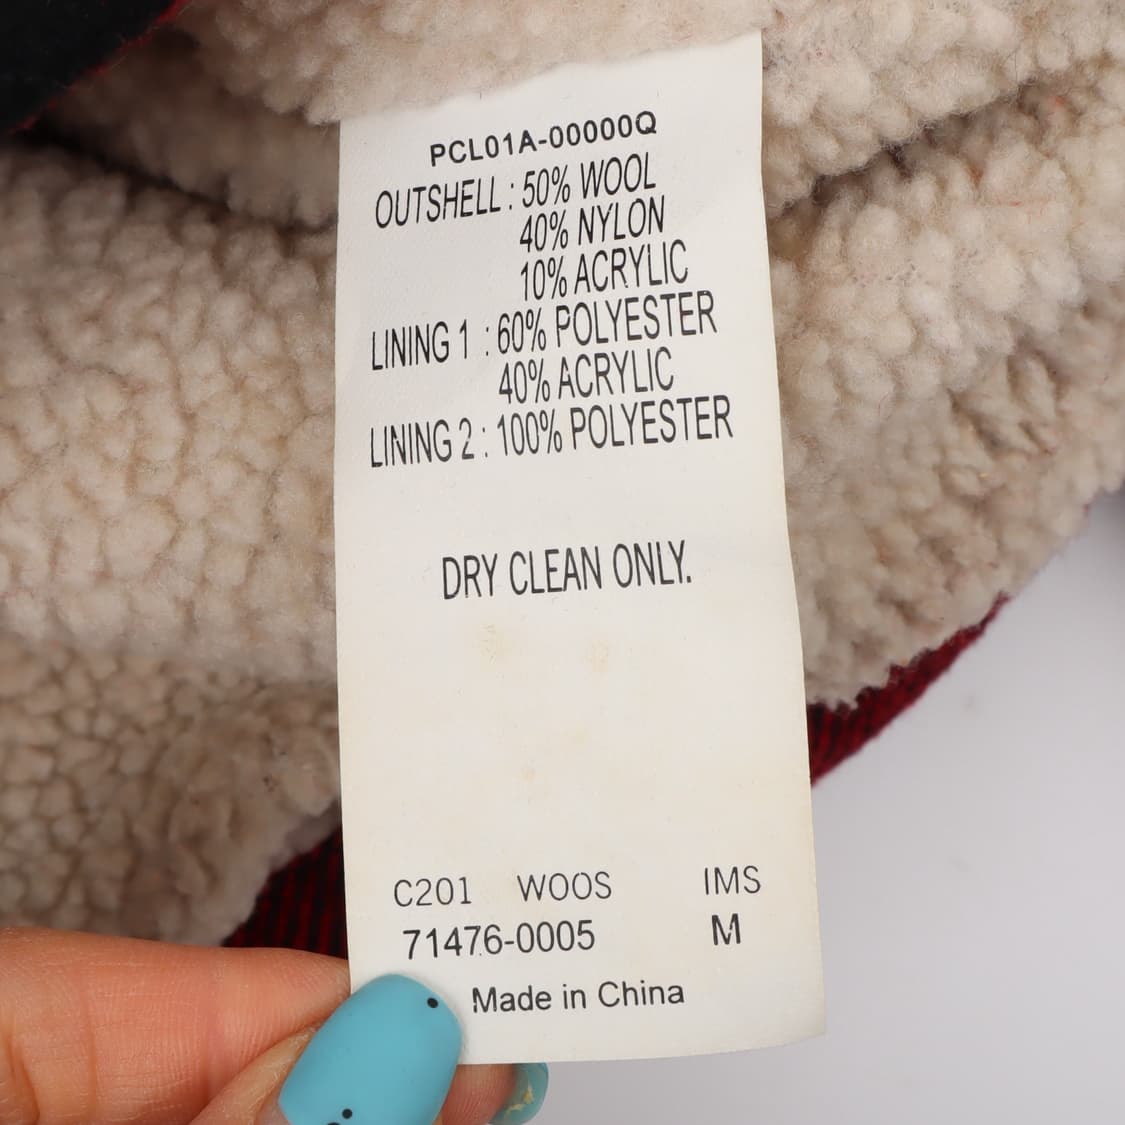 PCL01A-00000Q
OUTSHELL : 50% WOOL
40% NYLON
10% ACRYLIC
LINING 1 : 60% POLYESTER
40% ACRYLIC
LINING 2 : 100% POLYESTER
DRY CLEAN ONLY.
C201 WOOS IMS
71476-0005 M
Made in China